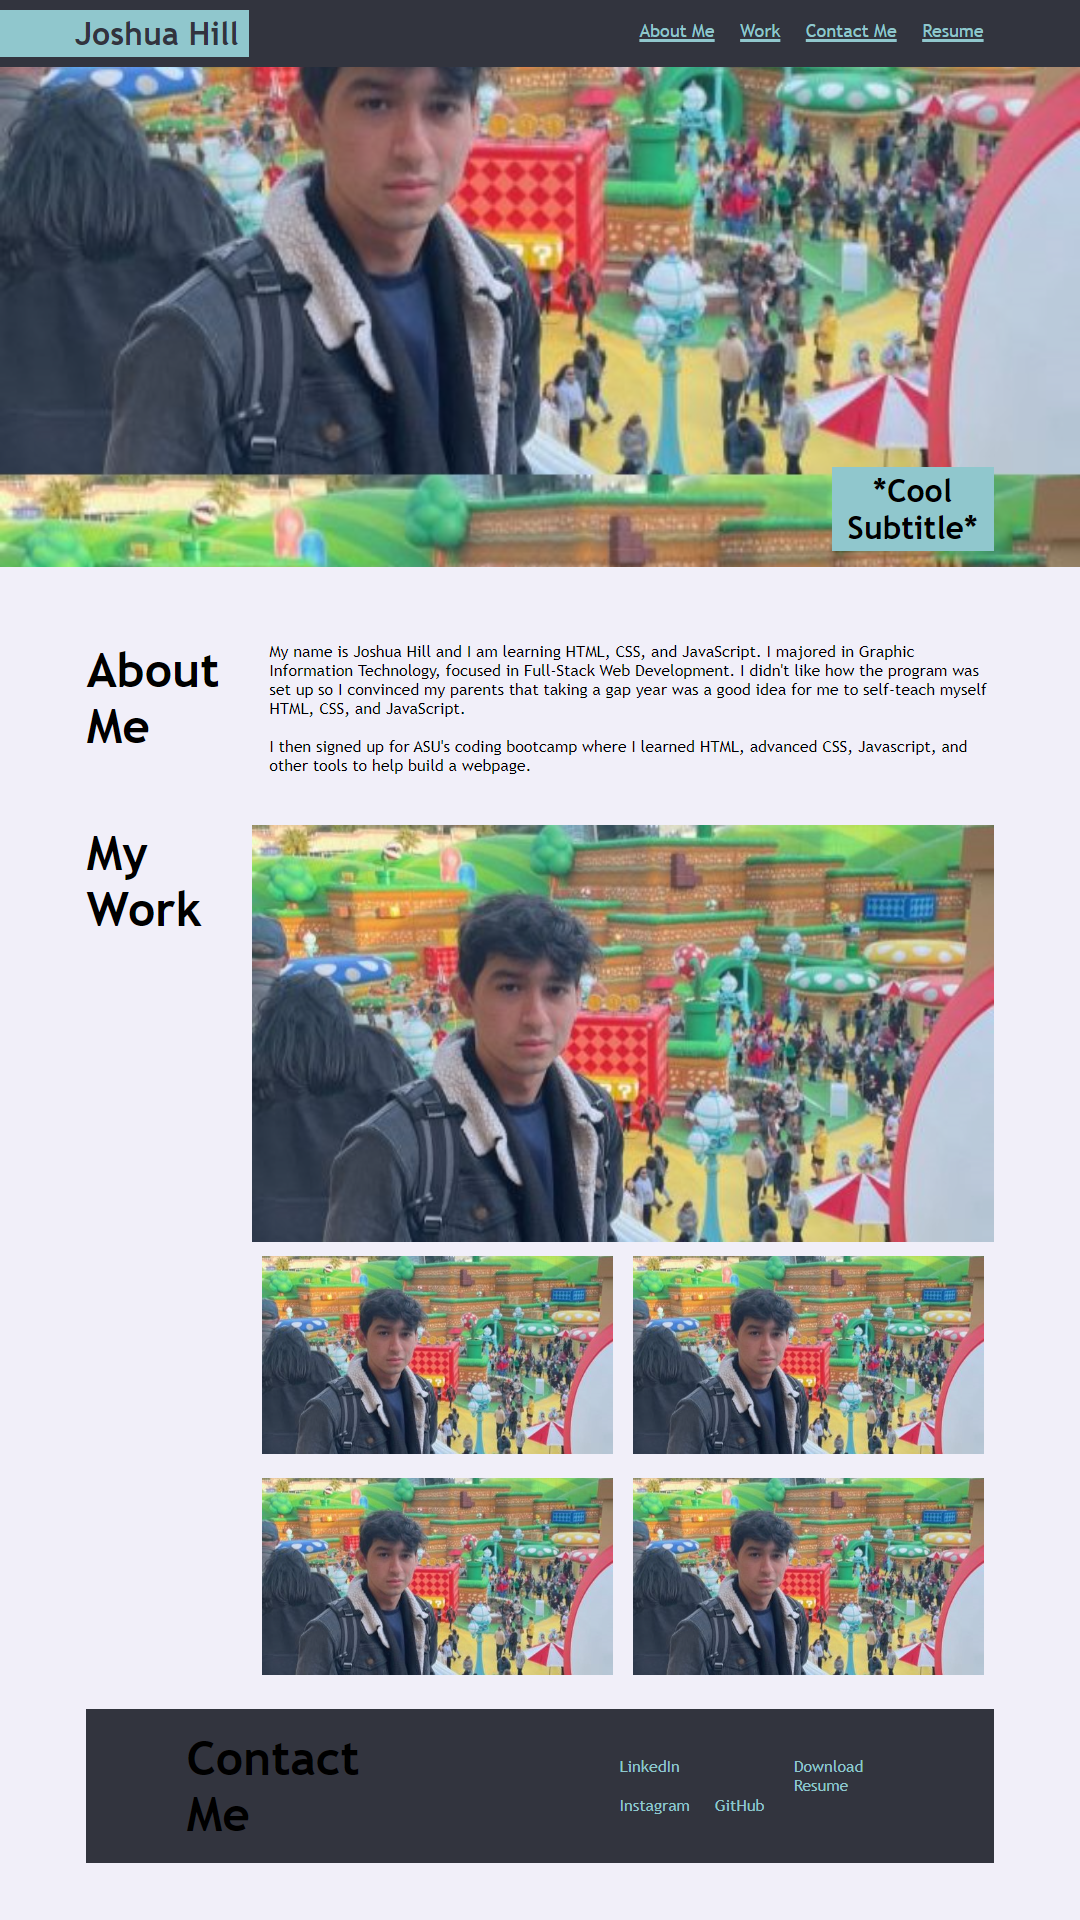 Joshua Hill
About Me Work Contact Me Resume
*Cool
Subtitle*
About
Me
My name is Joshua Hill and I am learning HTML, CSS, and JavaScript. I majored in Graphic
Information Technology, focused in Full-Stack Web Development. I didn't like how the program was
set up so I convinced my parents that taking a gap year was a good idea for me to self-teach myself
HTML, CSS, and JavaScript.
I then signed up for ASU's coding bootcamp where I learned HTML, advanced CSS, Javascript, and
other tools to help build a webpage.
My
Work
Contact
Me
LinkedIn
Instagram GitHub
Download
Resume